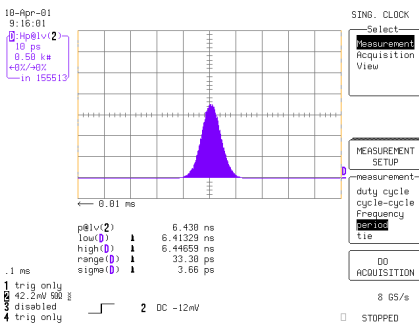 10-Apr-01
9:16:01
D:Hp@lv(2)
10 ps
0.50 k#
←0%/→0%
in 155513
← 0.01 ms
p@lv(2) 6.430 ns
low(D) 6.41329 ns
high(D) 6.44659 ns
range(D) 33.30 ps
sigma(D) 3.66 ps
.1 ms
1 trig only
2 42.2mV 50Ω
3 disabled
4 trig only
2 DC -12mV
SING. CLOCK
Select
Measurement
Acquisition
View
D
MEASUREMENT
SETUP
measurement
duty cycle
cycle-cycle
Frequency
period
tie
DO
ACQUISITION
8 GS/s
STOPPED